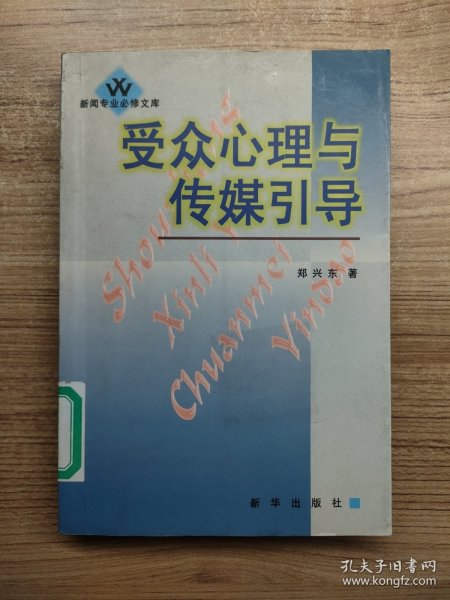 新闻专业必修文库
受众心理与
传媒引导
Shou zhong
Xinli Y
Chuanmei
Yindao
郑兴东 著
新华出版社
孔夫子旧书网
www.kongfz.com